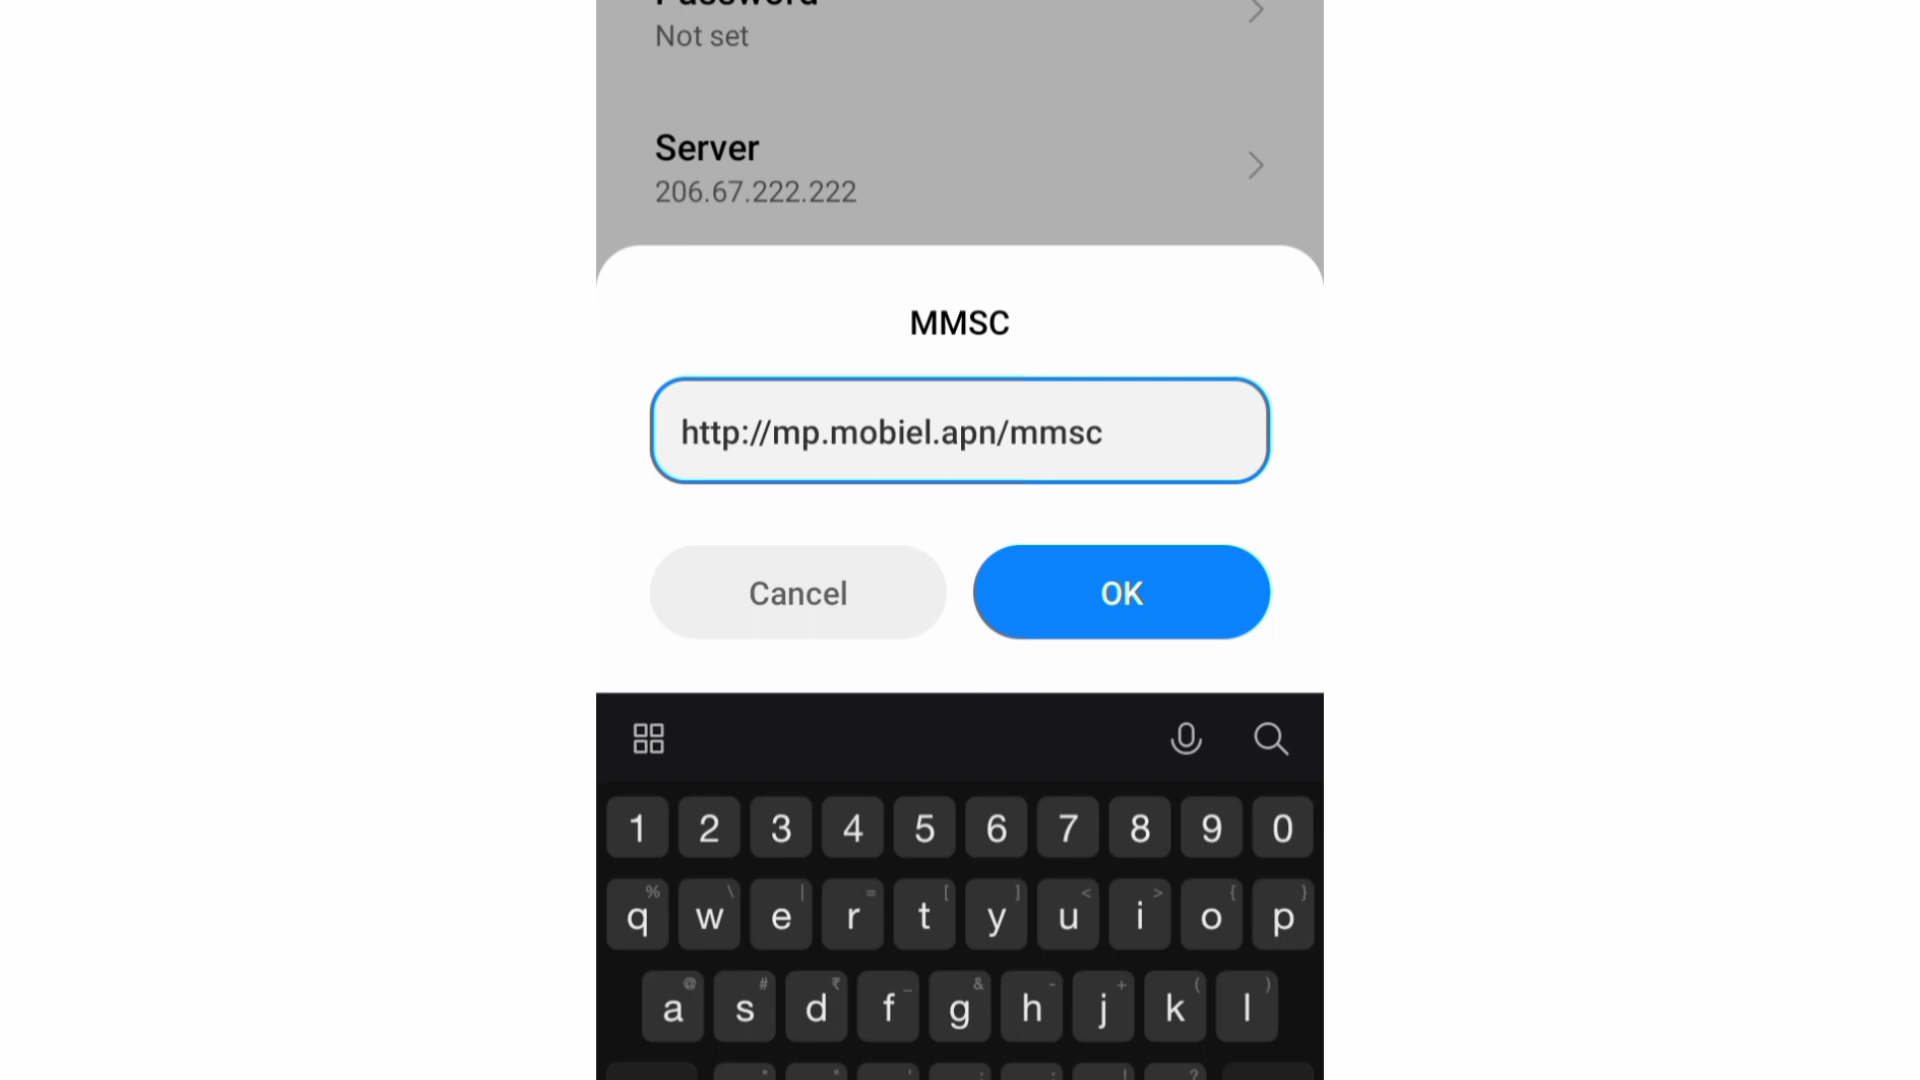 Password
Not set
Server
206.67.222.222
MMSC
http://mp.mobiel.apn/mmsc
Cancel
OK
1 2 3 4 5 6 7 8 9 0
% \ | = [ ] < > { }
q w e r t y u i o p
@ # ₹ _ & - + ( )
a s d f g h j k l